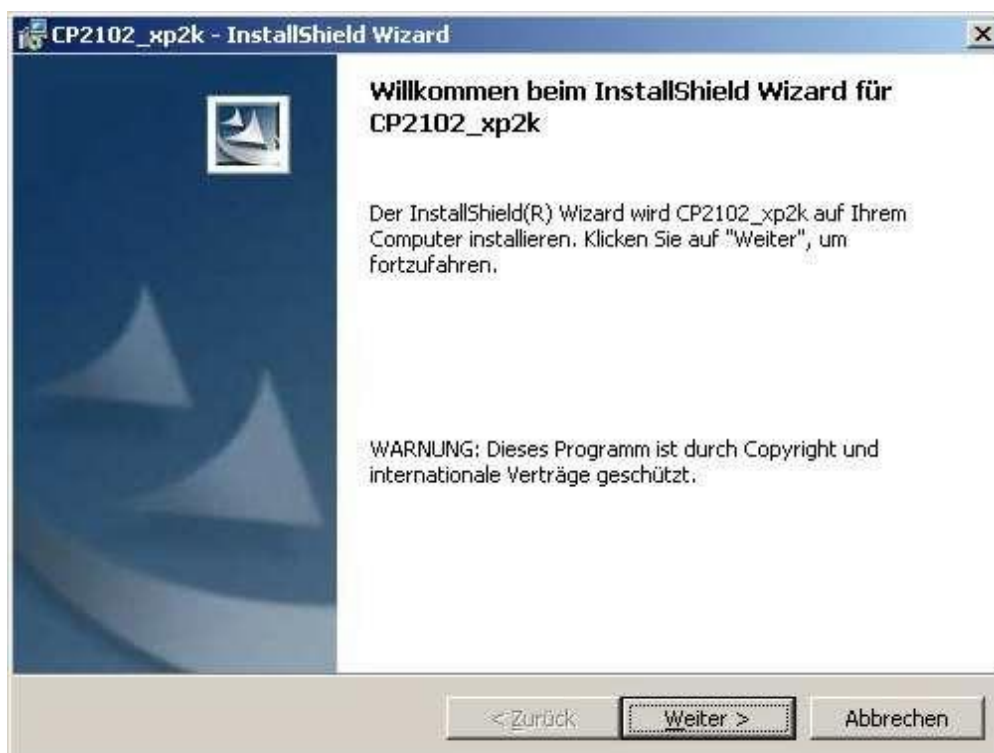 CP2102_xp2k - InstallShield Wizard
Willkommen beim InstallShield Wizard für
CP2102_xp2k
Der InstallShield(R) Wizard wird CP2102_xp2k auf Ihrem
Computer installieren. Klicken Sie auf "Weiter", um
fortzufahren.
WARNUNG: Dieses Programm ist durch Copyright und
internationale Verträge geschützt.
< Zurück Weiter > Abbrechen